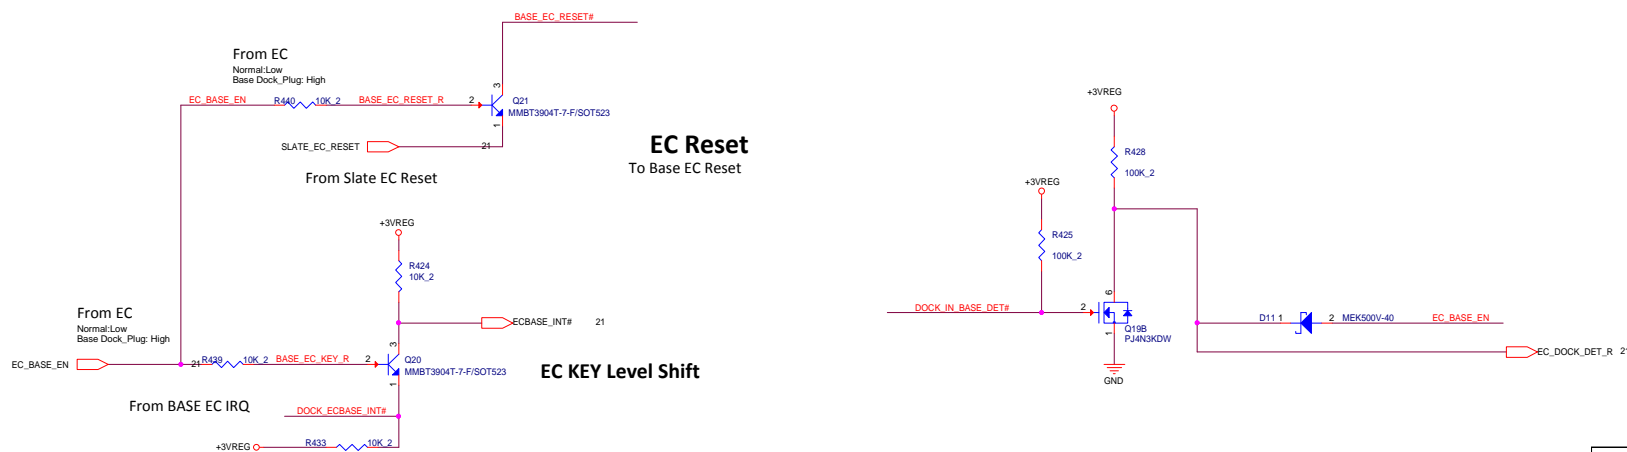 BASE_EC_RESET#
From EC
Normal:Low
Base Dock_Plug: High
EC_BASE_EN
R440
10K_2
BASE_EC_RESET_R
2
3
1
Q21
MMBT3904T-7-F/SOT523
SLATE_EC_RESET
21
From Slate EC Reset
EC Reset
To Base EC Reset
+3VREG
R424
10K_2
ECBASE_INT#
21
From EC
Normal:Low
Base Dock_Plug: High
EC_BASE_EN
21
R439
10K_2
BASE_EC_KEY_R
2
3
1
Q20
MMBT3904T-7-F/SOT523
EC KEY Level Shift
From BASE EC IRQ
DOCK_ECBASE_INT#
+3VREG
R433
10K_2
+3VREG
R428
100K_2
+3VREG
R425
100K_2
DOCK_IN_BASE_DET#
2
6
1
Q19B
PJ4N3KDW
GND
D11
1
2
MEK500V-40
EC_BASE_EN
EC_DOCK_DET_R